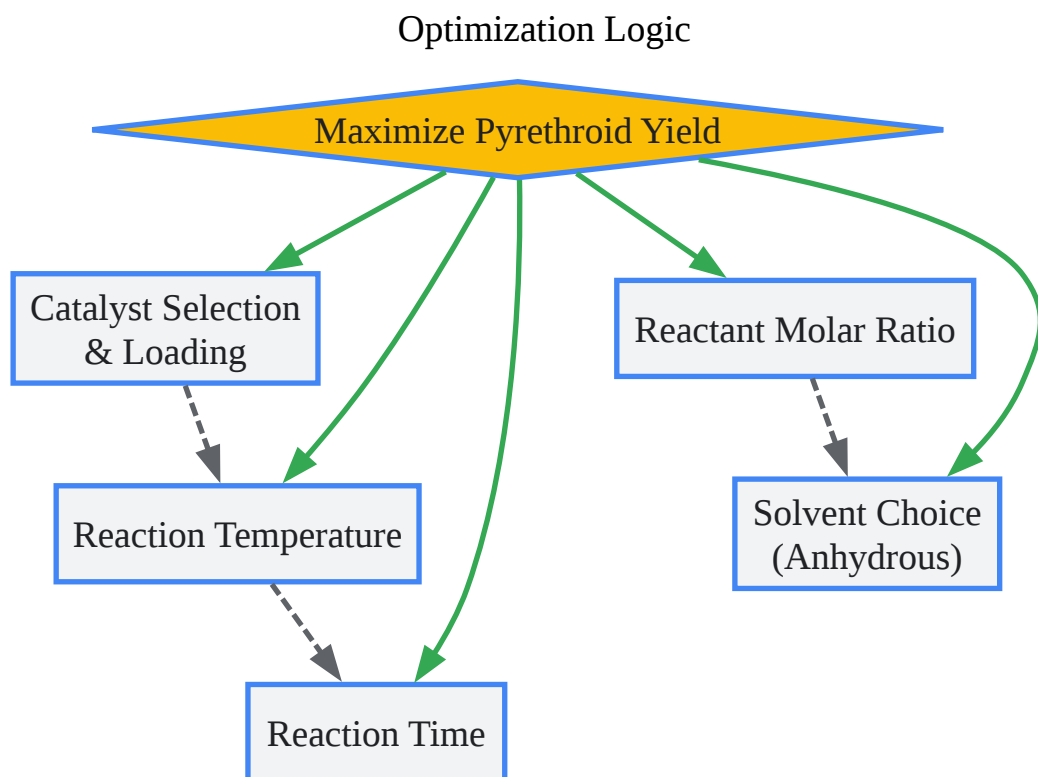 Optimization Logic
Maximize Pyrethroid Yield
Catalyst Selection
& Loading
Reactant Molar Ratio
Reaction Temperature
Solvent Choice
(Anhydrous)
Reaction Time